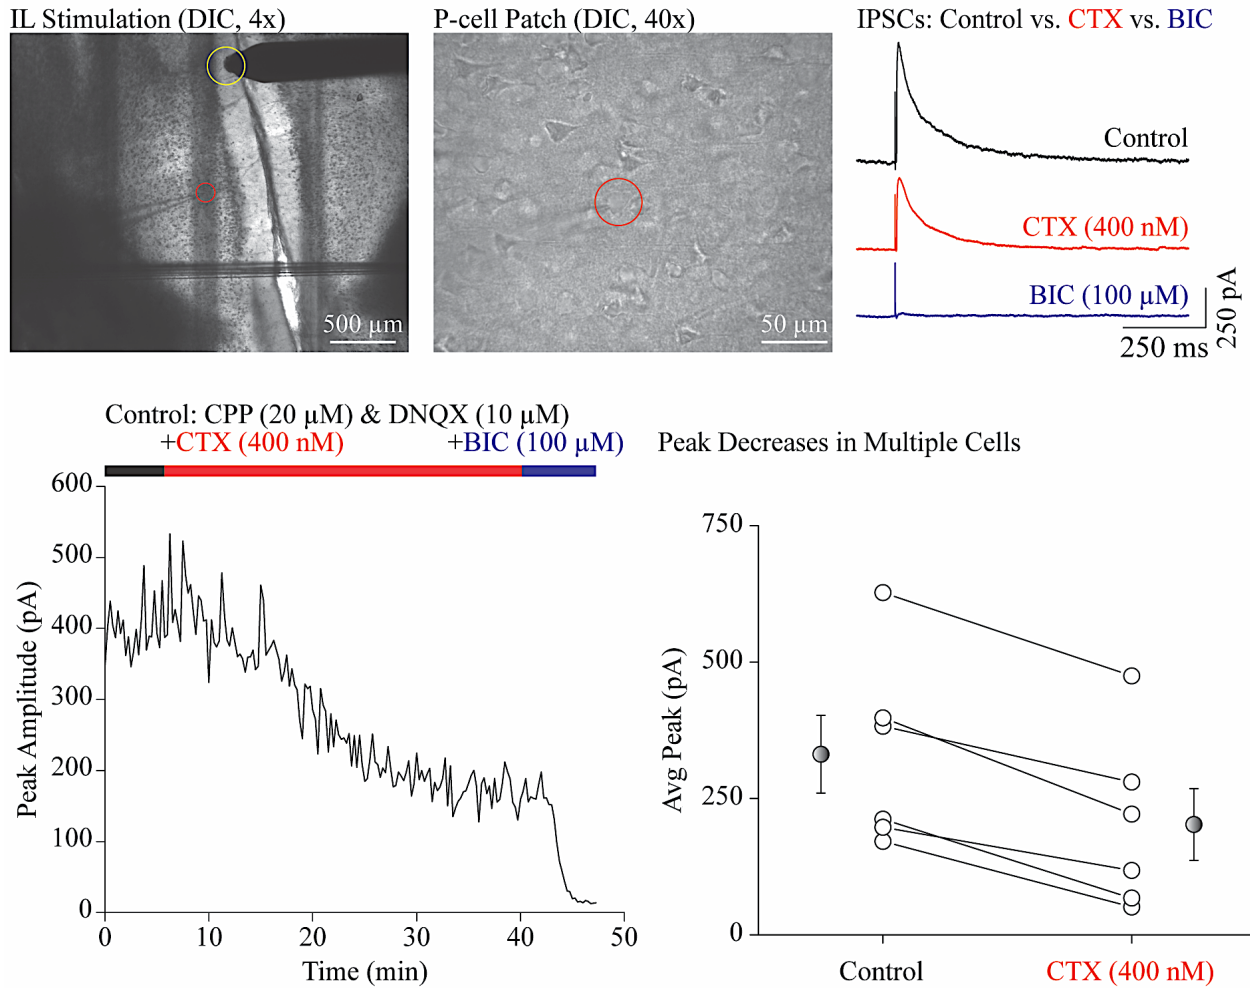 IL Stimulation (DIC, 4x)
P-cell Patch (DIC, 40x)
IPSCs: Control vs. CTX vs. BIC
Control
CTX (400 nM)
BIC (100 µM)
250 pA
250 ms
500 µm
50 µm
Control: CPP (20 µM) & DNQX (10 µM)
+CTX (400 nM)
+BIC (100 µM)
600
500
400
300
200
100
0
Peak Amplitude (pA)
0
10
20
30
40
50
Time (min)
Peak Decreases in Multiple Cells
750
500
250
0
Avg Peak (pA)
Control
CTX (400 nM)